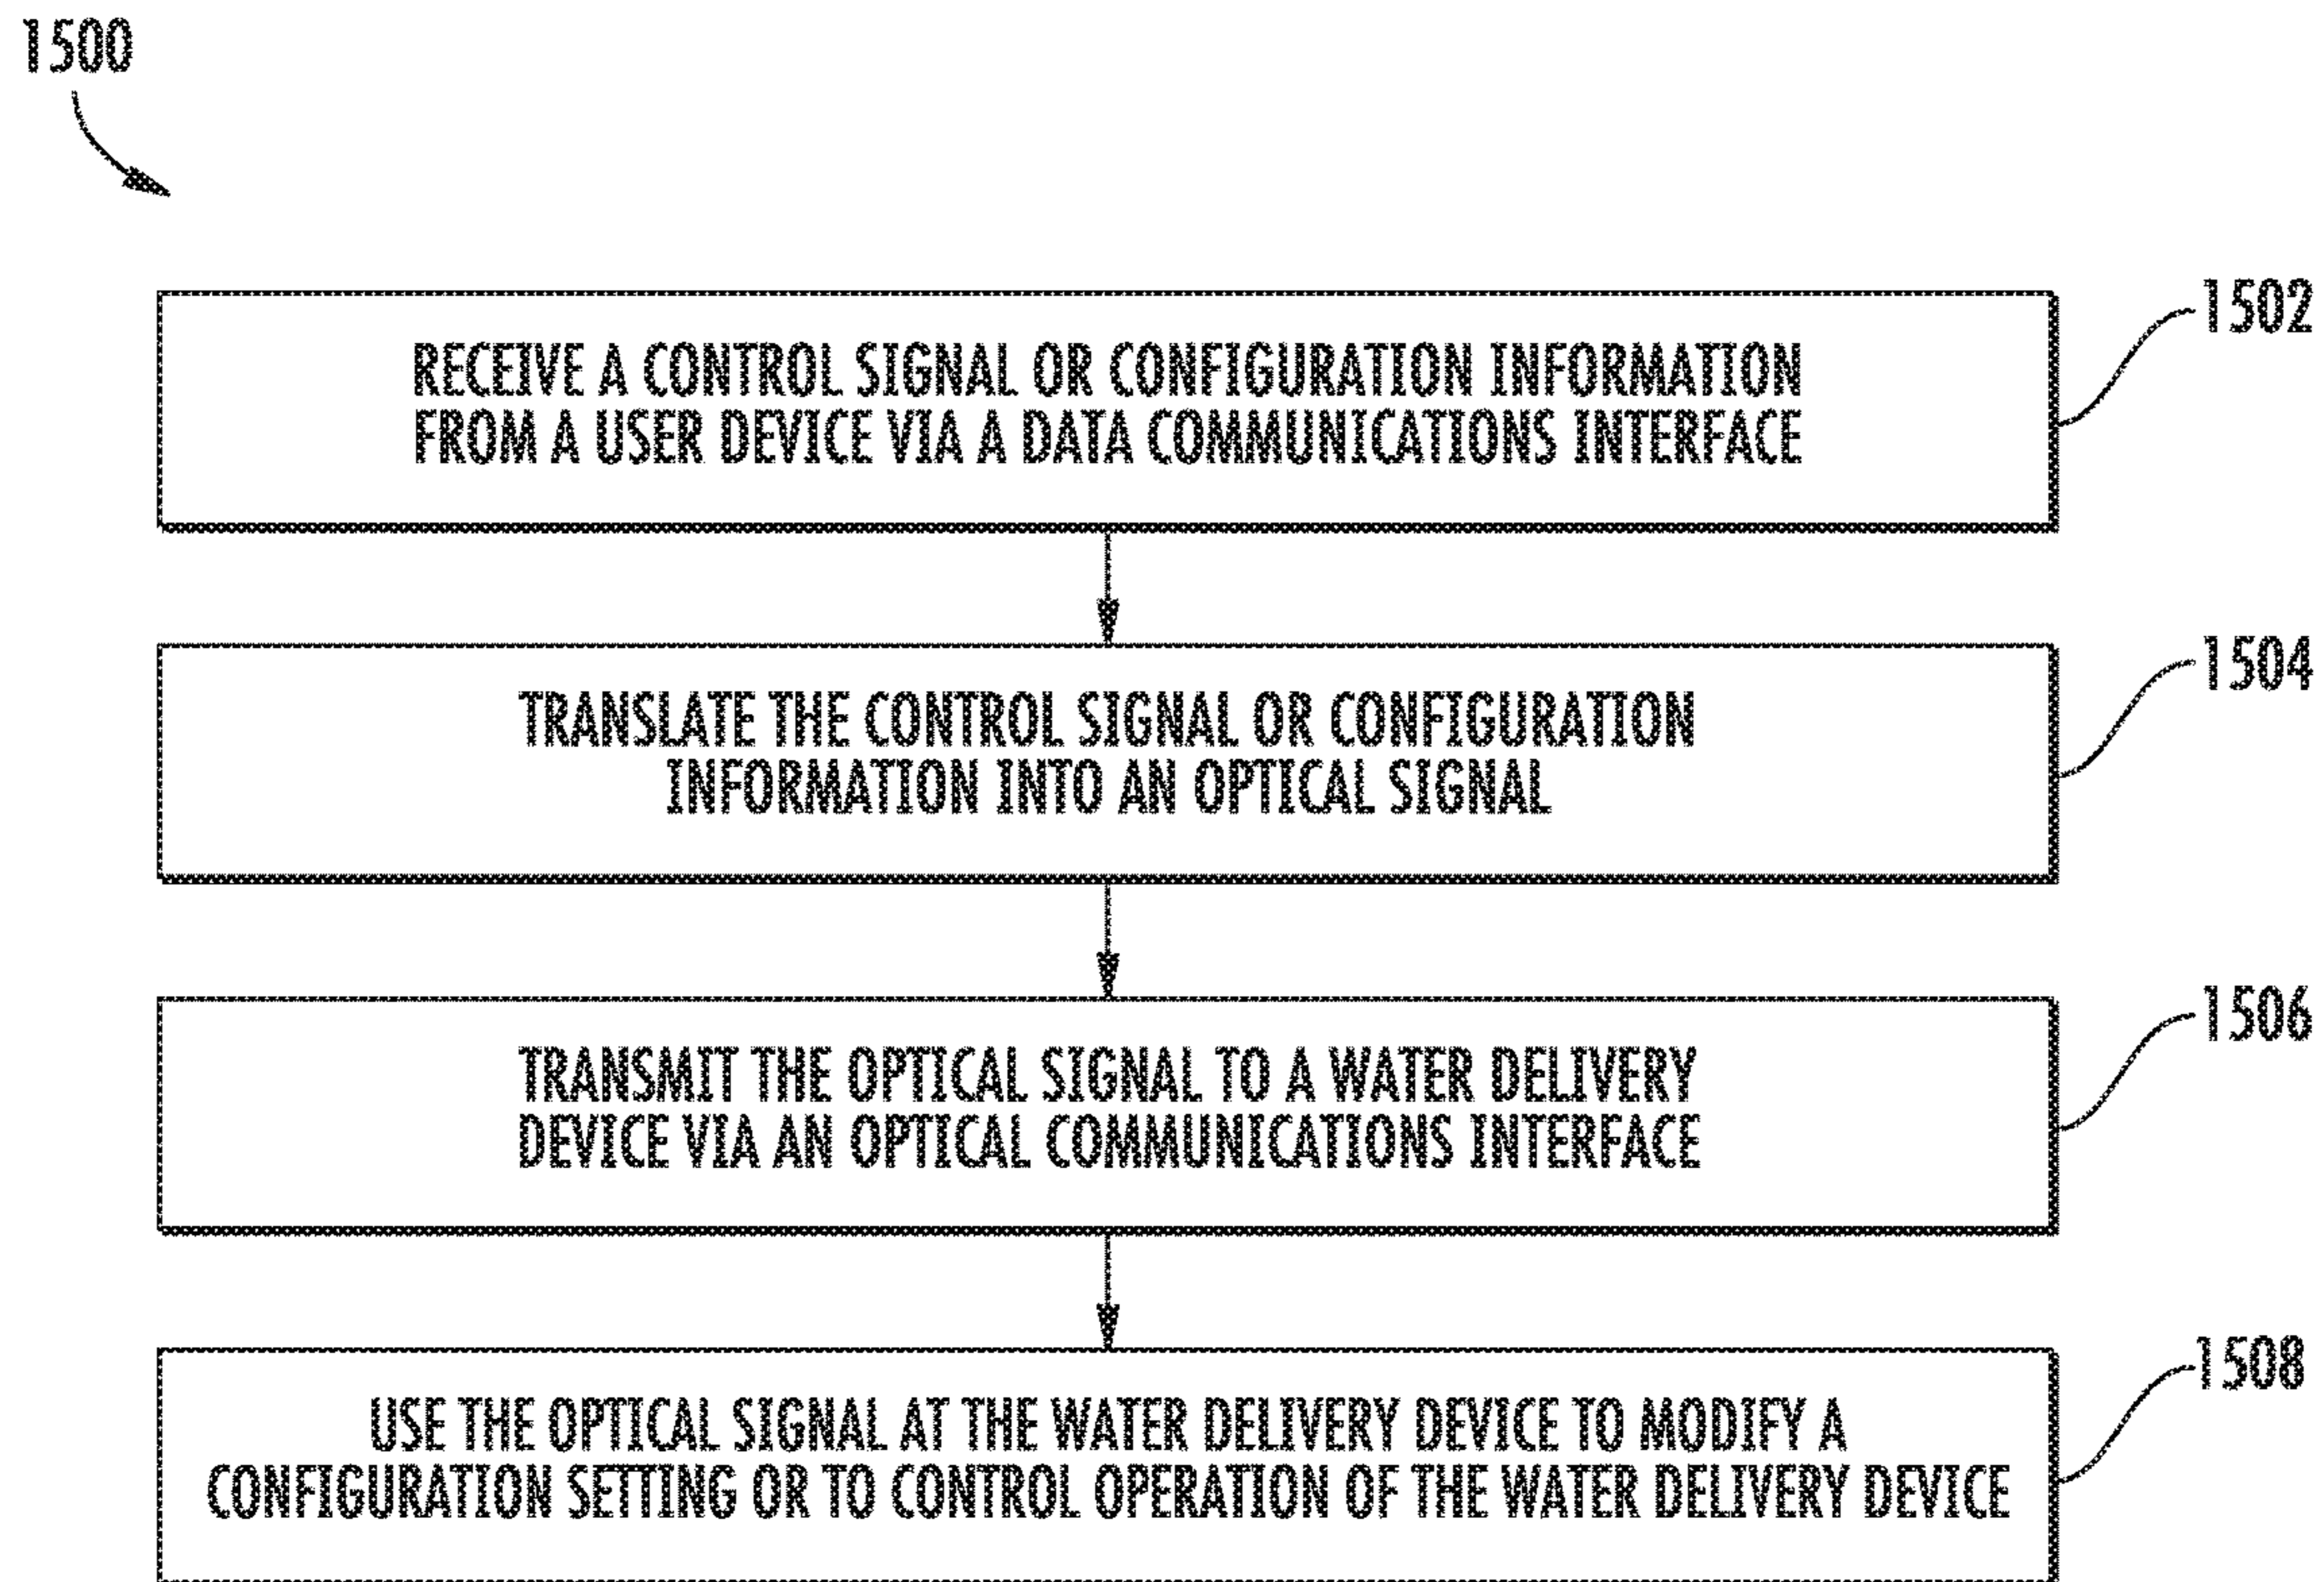 1500
RECEIVE A CONTROL SIGNAL OR CONFIGURATION INFORMATION
FROM A USER DEVICE VIA A DATA COMMUNICATIONS INTERFACE
1502
TRANSLATE THE CONTROL SIGNAL OR CONFIGURATION
INFORMATION INTO AN OPTICAL SIGNAL
1504
TRANSMIT THE OPTICAL SIGNAL TO A WATER DELIVERY
DEVICE VIA AN OPTICAL COMMUNICATIONS INTERFACE
1506
USE THE OPTICAL SIGNAL AT THE WATER DELIVERY DEVICE TO MODIFY A
CONFIGURATION SETTING OR TO CONTROL OPERATION OF THE WATER DELIVERY DEVICE
1508